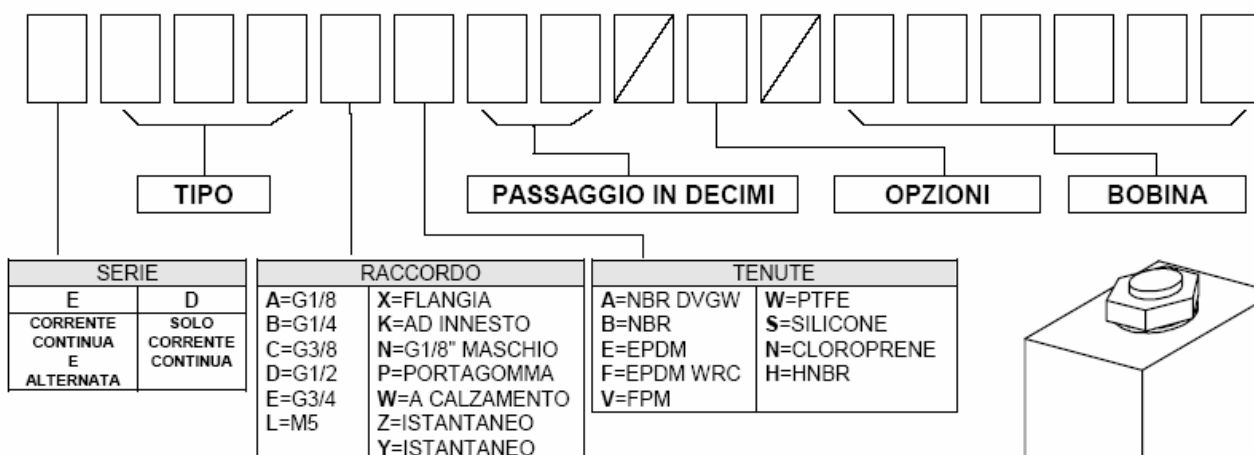 TIPO
PASSAGGIO IN DECIMI
OPZIONI
BOBINA
SERIE
E
D
CORRENTE
CONTINUA
E
ALTERNATA
SOLO
CORRENTE
CONTINUA
RACCORDO
A=G1/8
B=G1/4
C=G3/8
D=G1/2
E=G3/4
L=M5
X=FLANGIA
K=AD INNESTO
N=G1/8" MASCHIO
P=PORTAGOMMA
W=A CALZAMENTO
Z=ISTANTANEO
Y=ISTANTANEO
TENUTE
A=NBR DVGW
B=NBR
E=EPDM
F=EPDM WRC
V=FPM
W=PTFE
S=SILICONE
N=CLOROPRENE
H=HNBR